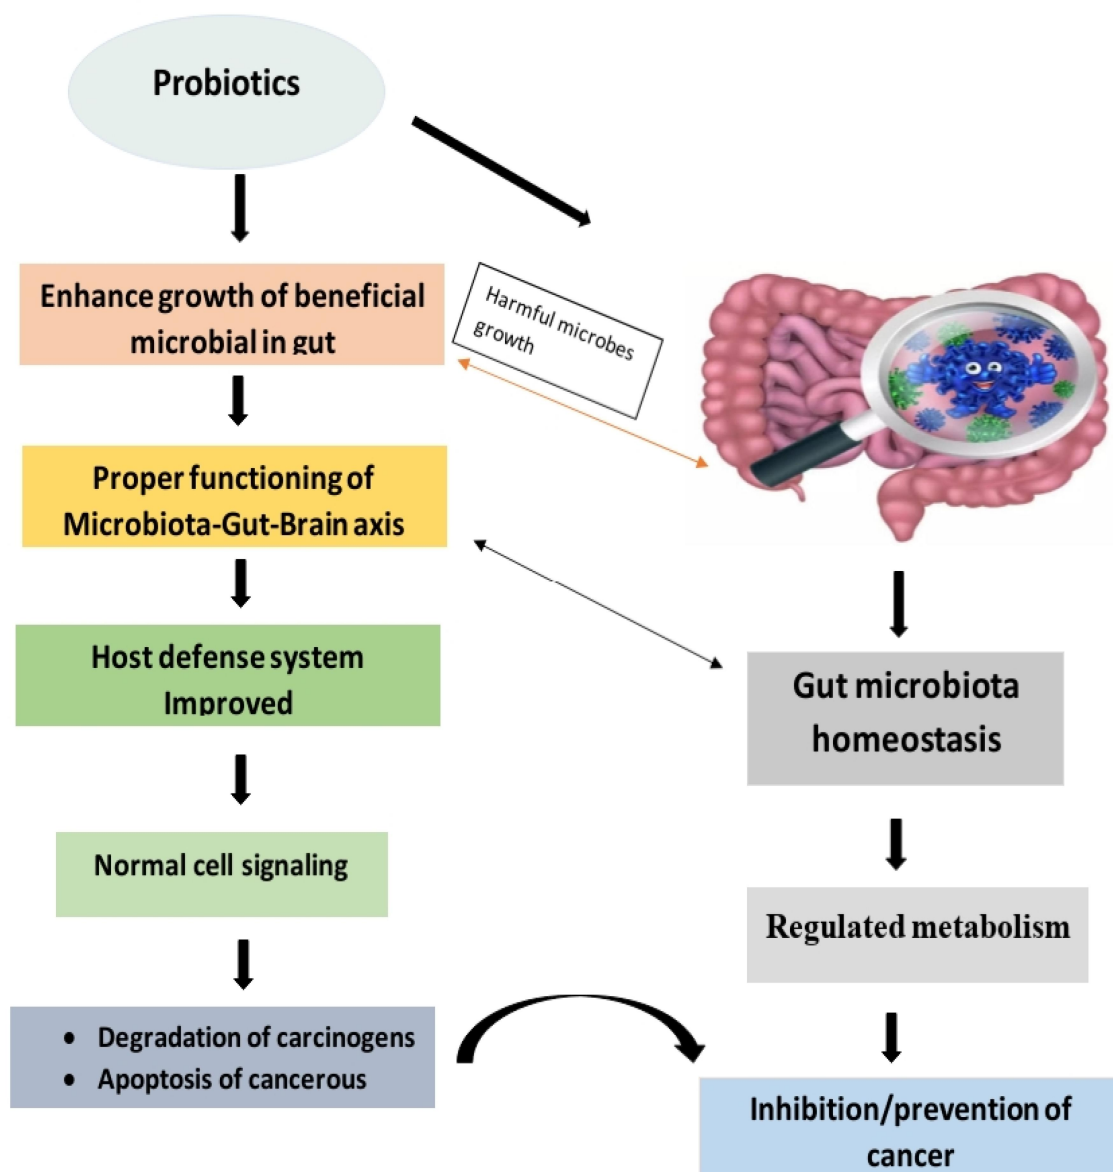 Probiotics
Enhance growth of beneficial
microbial in gut
Harmful microbes
growth
Proper functioning of
Microbiota-Gut-Brain axis
Host defense system
Improved
Gut microbiota
homeostasis
Normal cell signaling
Regulated metabolism
• Degradation of carcinogens
• Apoptosis of cancerous
Inhibition/prevention of
cancer